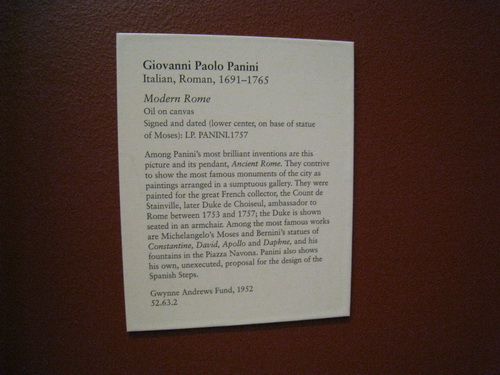 Giovanni Paolo Panini
Italian, Roman, 1691–1765
Modern Rome
Oil on canvas
Signed and dated (lower center, on base of statue
of Moses): I.P. PANINI.1757
Among Panini's most brilliant inventions are this
picture and its pendant, Ancient Rome. They contrive
to show the most famous monuments of the city as
paintings arranged in a sumptuous gallery. They were
painted for the great French collector, the Count de
Stainville, later Duke de Choiseul, ambassador to
Rome between 1753 and 1757; the Duke is shown
seated in an armchair. Among the most famous works
are Michelangelo's Moses and Bernini's statues of
Constantine, David, Apollo and Daphne, and his
fountains in the Piazza Navona. Panini also shows
his own, unexecuted, proposal for the design of the
Spanish Steps.
Gwynne Andrews Fund, 1952
52.63.2